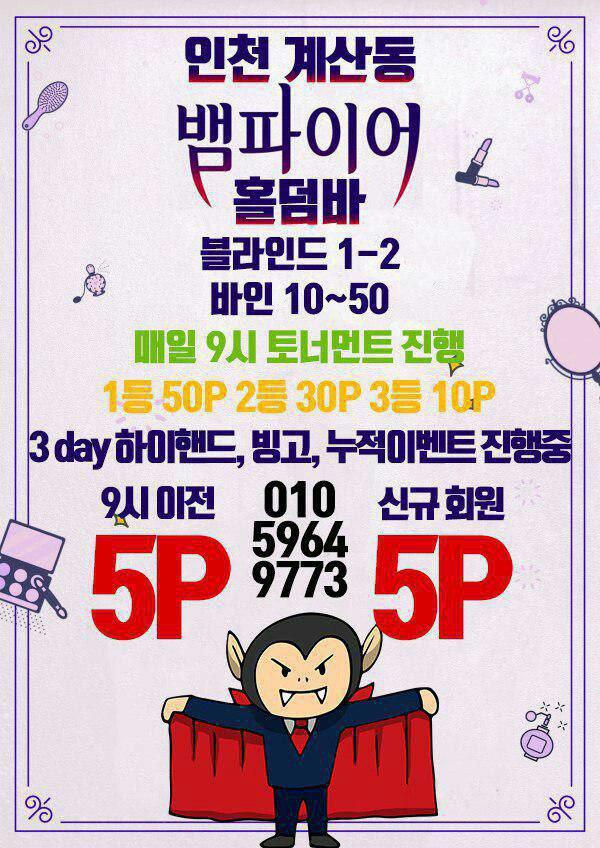 인천 계산동
뱀파이어
홀덤바
블라인드 1-2
바인 10~50
매일 9시 토너먼트 진행
1등 50P 2등 30P 3등 10P
3 day 하이핸드, 빙고, 누적이벤트 진행중
9시 이전
5P
010
5964
9773
신규 회원
5P